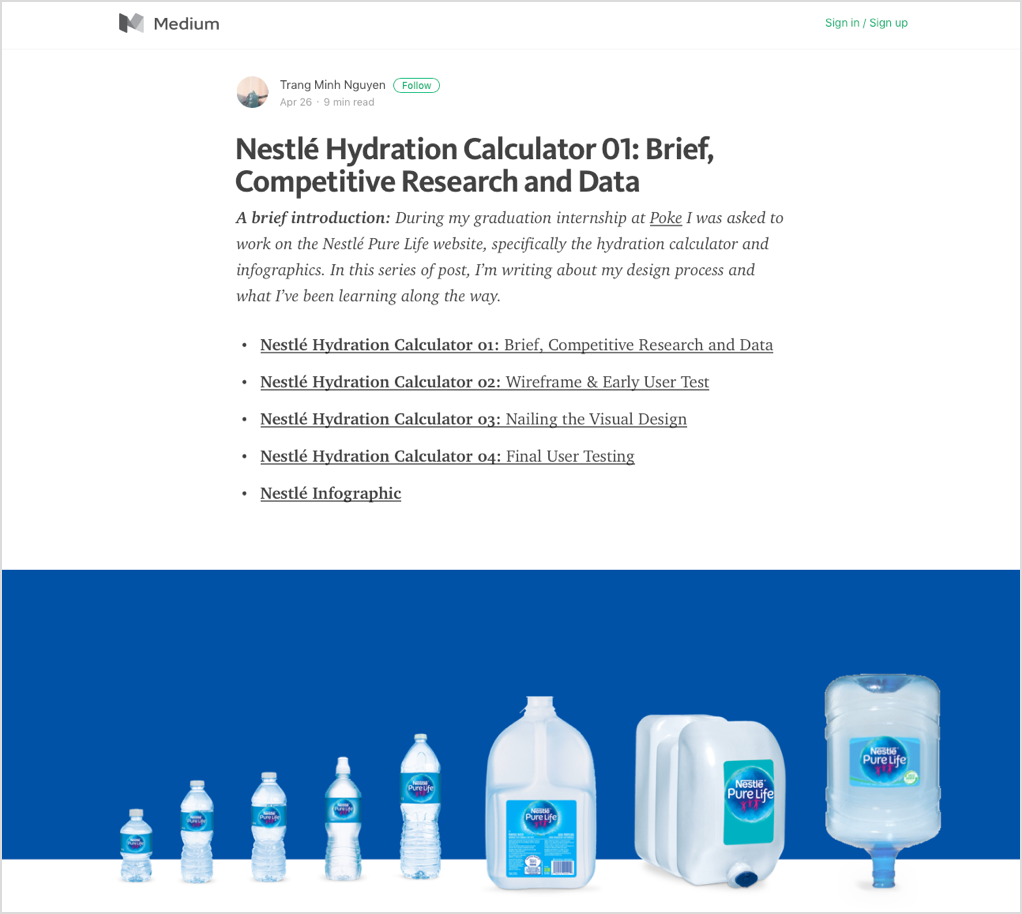 Medium
Sign in / Sign up
Trang Minh Nguyen Follow
Apr 26 · 9 min read
Nestlé Hydration Calculator 01: Brief,
Competitive Research and Data
A brief introduction: During my graduation internship at Poke I was asked to
work on the Nestlé Pure Life website, specifically the hydration calculator and
infographics. In this series of post, I’m writing about my design process and
what I’ve been learning along the way.
• Nestlé Hydration Calculator 01: Brief, Competitive Research and Data
• Nestlé Hydration Calculator 02: Wireframe & Early User Test
• Nestlé Hydration Calculator 03: Nailing the Visual Design
• Nestlé Hydration Calculator 04: Final User Testing
• Nestlé Infographic
Pure Life
Pure Life
Pure Life
Pure Life
Pure Life
Nestlé
Pure Life
Nestlé
Pure Life
Nestlé
Pure Life